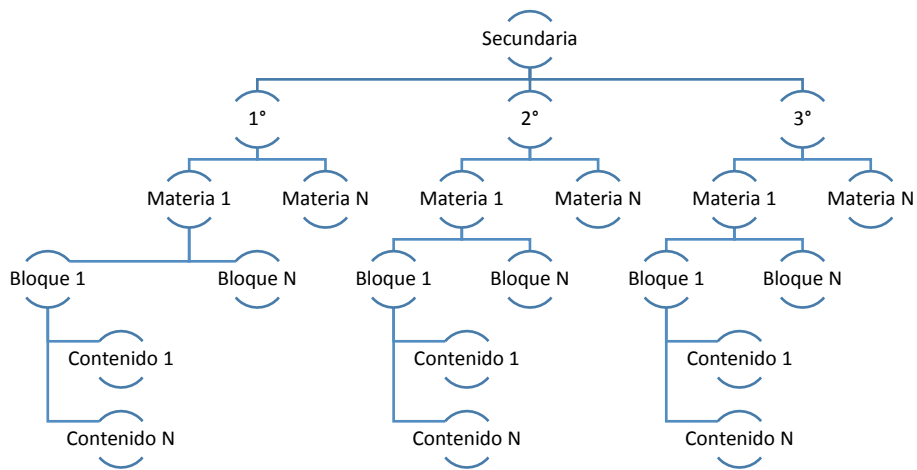 Secundaria
1°
2°
3°
Materia 1
Materia N
Materia 1
Materia N
Materia 1
Materia N
Bloque 1
Bloque N
Bloque 1
Bloque N
Bloque 1
Bloque N
Contenido 1
Contenido 1
Contenido 1
Contenido N
Contenido N
Contenido N